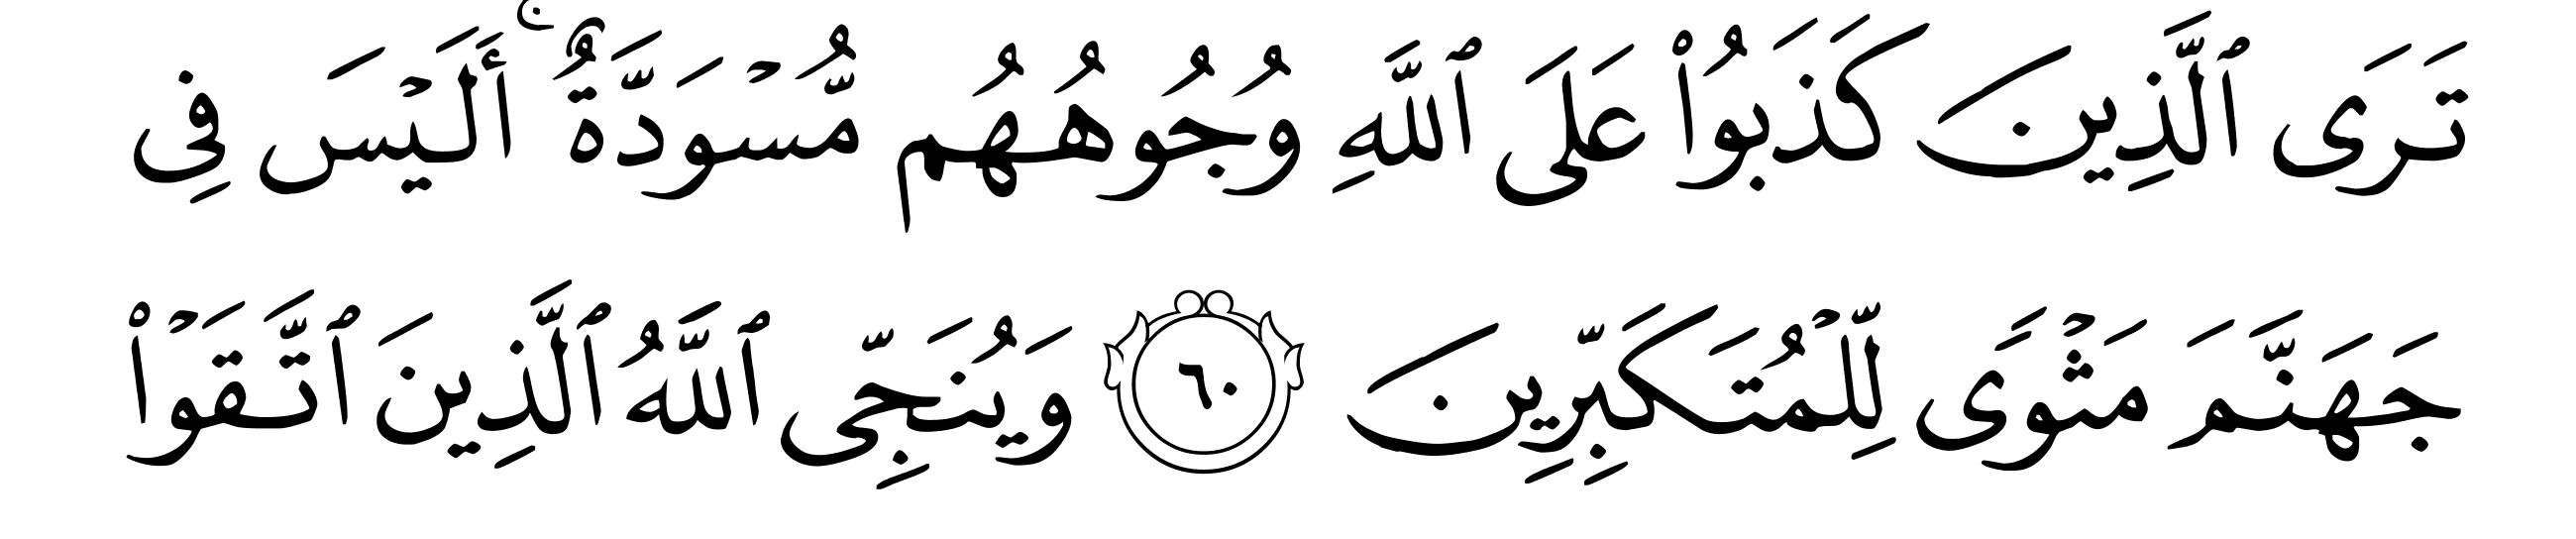 تَرَى ٱلَّذِينَ كَذَبُوا۟ عَلَى ٱللَّهِ وُجُوهُهُم مُّسْوَدَّةٌ ۚ أَلَيْسَ فِى
جَهَنَّمَ مَثْوًى لِّلْمُتَكَبِّرِينَ ٦٠ وَيُنَجِّى ٱللَّهُ ٱلَّذِينَ ٱتَّقَوْا۟